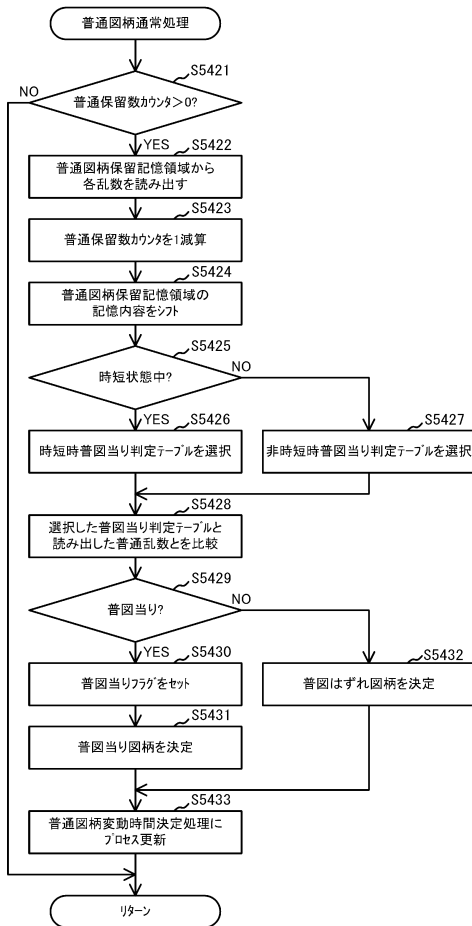 普通図柄通常処理
S5421
NO
普通保留数カウンタ>0?
YES
S5422
普通図柄保留記憶領域から
各乱数を読み出す
S5423
普通保留数カウンタを1減算
S5424
普通図柄保留記憶領域の
記憶内容をシフト
S5425
時短状態中?
NO
YES
S5426
時短時普図当り判定テーブルを選択
S5427
非時短時普図当り判定テーブルを選択
S5428
選択した普図当り判定テーブルと
読み出した普通乱数とを比較
S5429
普図当り?
NO
YES
S5430
普図当りフラグをセット
S5432
普図はずれ図柄を決定
S5431
普図当り図柄を決定
S5433
普通図柄変動時間決定処理に
プロセス更新
リターン